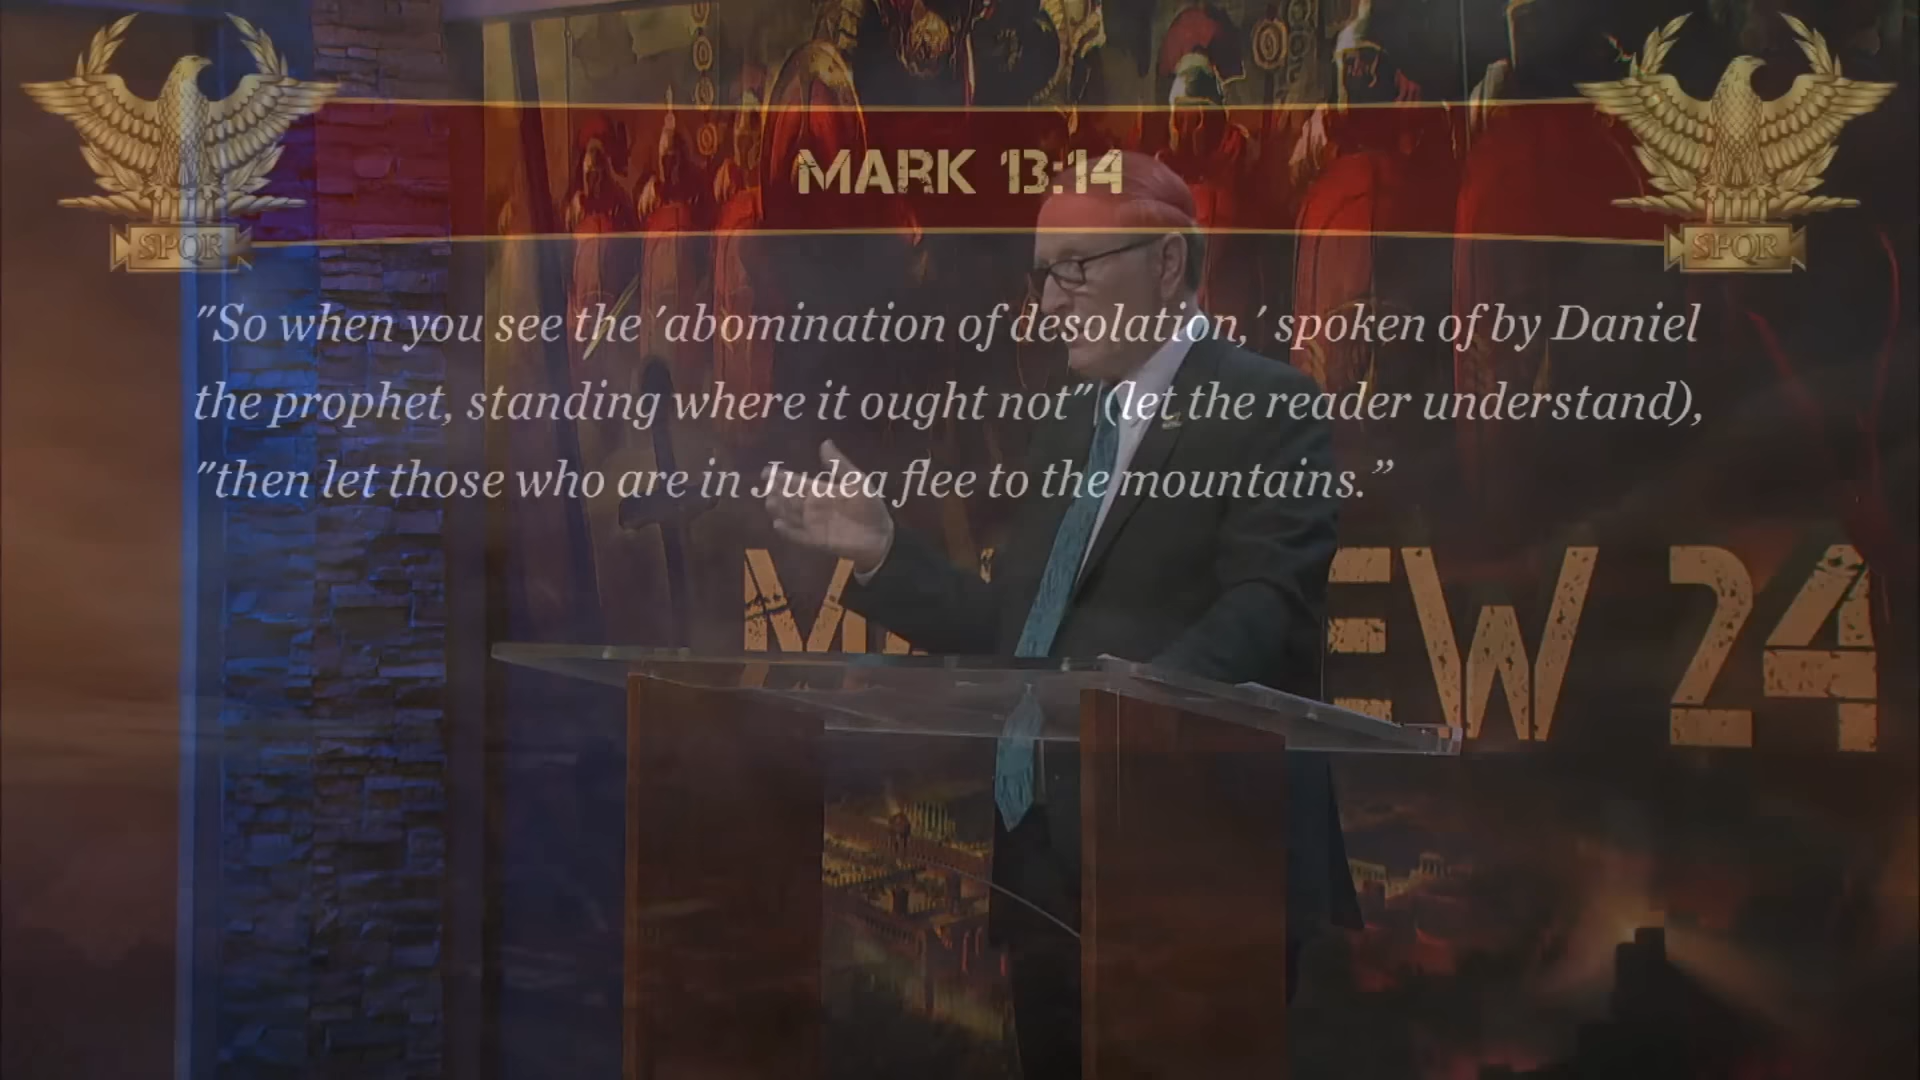 MARK 13:14
SPQR
SPQR
"So when you see the 'abomination of desolation,' spoken of by Daniel
the prophet, standing where it ought not" (let the reader understand),
"then let those who are in Judea flee to the mountains.”
EW 24